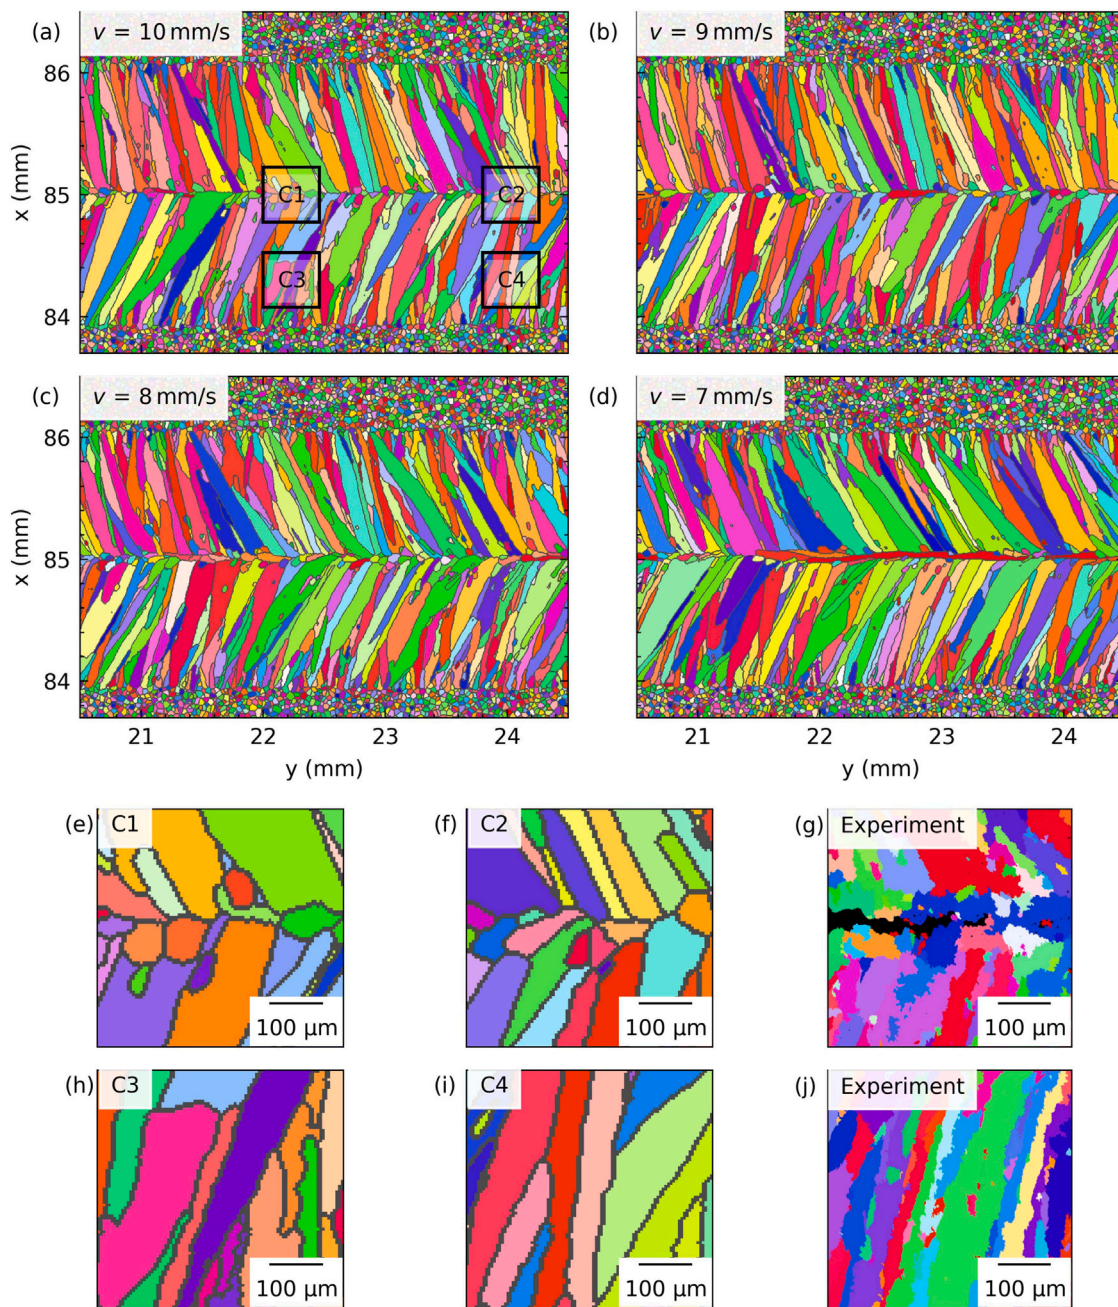 (a) v = 10 mm/s
(b) v = 9 mm/s
86
x (mm)
85
84
C1
C2
C3
C4
(c) v = 8 mm/s
(d) v = 7 mm/s
86
x (mm)
85
84
21 22 23 24
21 22 23 24
y (mm)
y (mm)
(e) C1
(f) C2
(g) Experiment
100 μm
100 μm
100 μm
(h) C3
(i) C4
(j) Experiment
100 μm
100 μm
100 μm